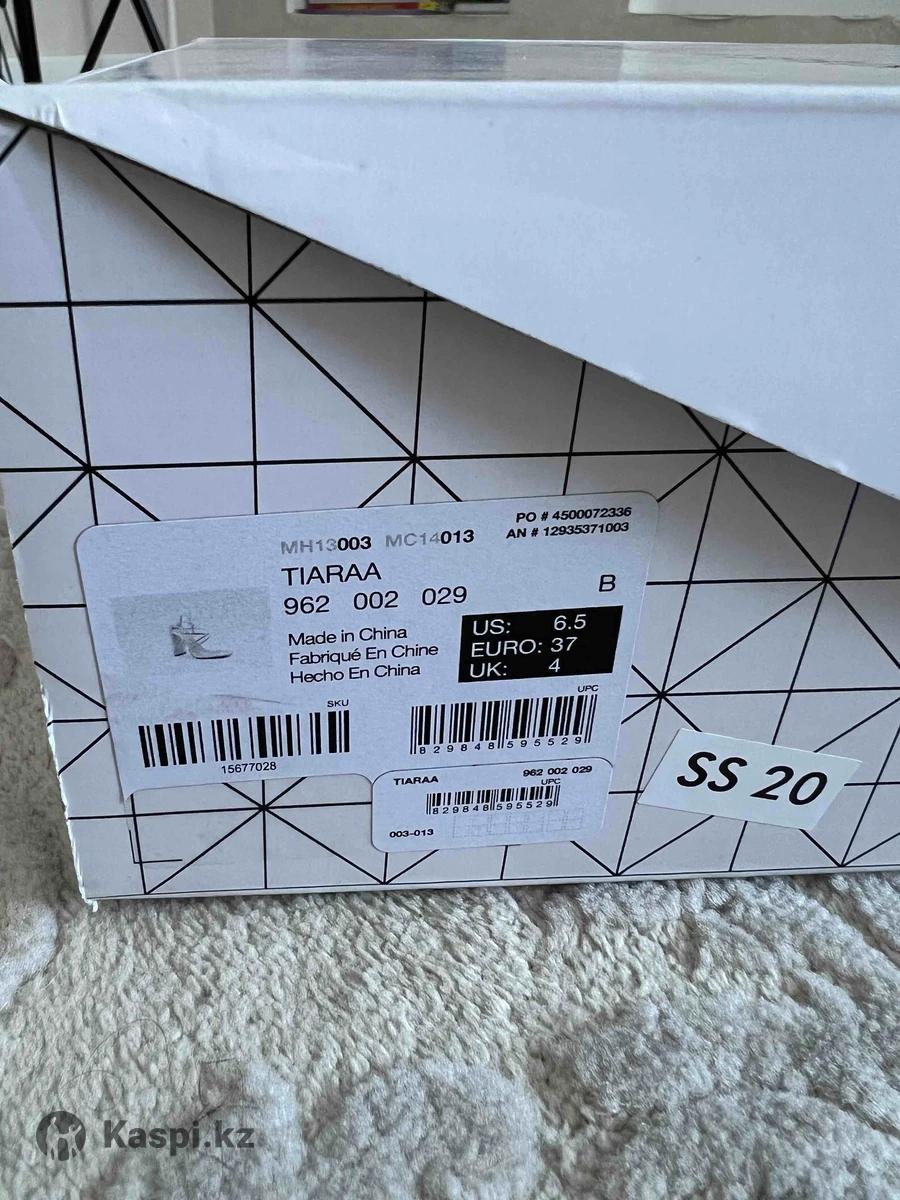 PO # 4500072336
MH13003 MC14013
AN # 12935371003
TIARAA
962 002 029
B
Made in China
Fabriqué En Chine
Hecho En China
US: 6.5
EURO: 37
UK: 4
SKU
15677028
UPC
829848595529
TIARAA
962 002 029
UPC
829848595529
003-013
SS 20
Kaspi.kz